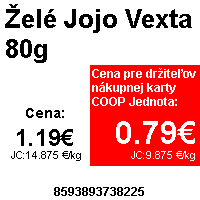 Želé Jojo Vexta
80g
Cena pre držiteľov
nákupnej karty
COOP Jednota:
Cena:
1.19€
JC:14.875 €/kg
0.79€
JC:9.875 €/kg
8593893738225